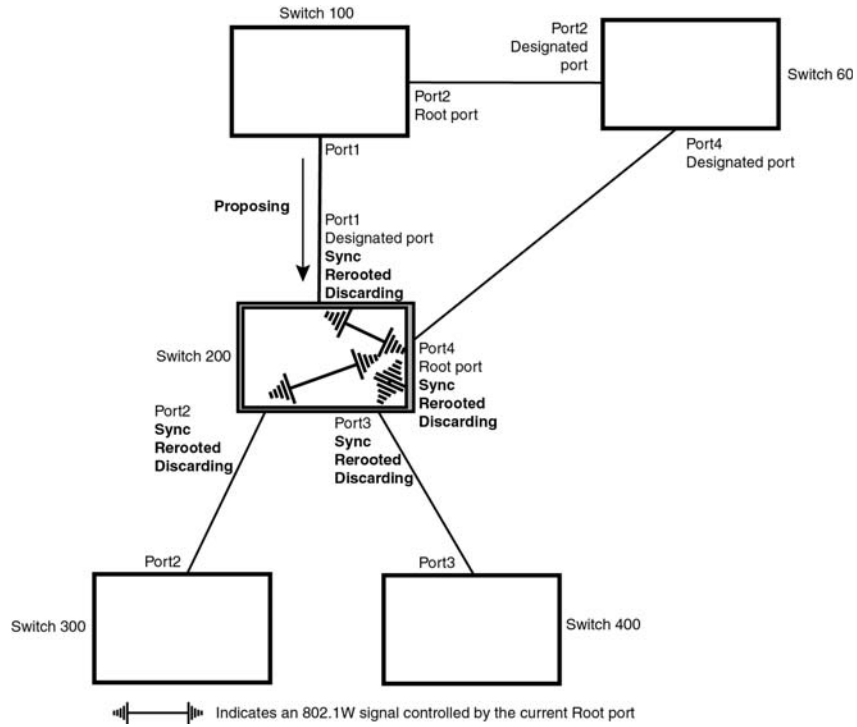 Switch 100
Port2
Designated
port
Switch 60
Port2
Root port
Port1
Port4
Designated port
Proposing
Port1
Designated port
Sync
Rerooted
Discarding
Switch 200
Port4
Root port
Sync
Rerooted
Discarding
Port2
Sync
Rerooted
Discarding
Port3
Sync
Rerooted
Discarding
Port2
Port3
Switch 300
Switch 400
Indicates an 802.1W signal controlled by the current Root port